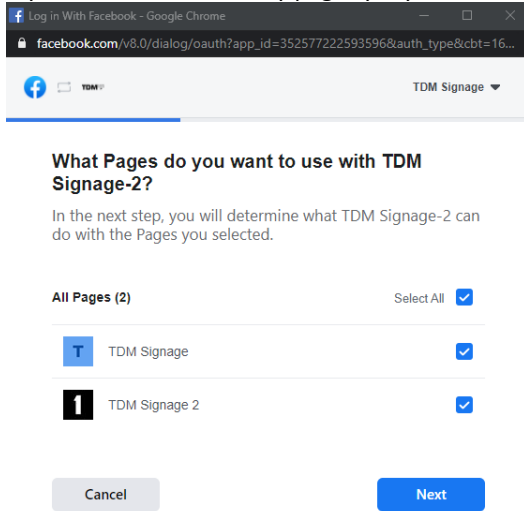 Log in With Facebook - Google Chrome
facebook.com/v8.0/dialog/oauth?app_id=3525772225935968&auth_type&cbt=16...
TDM
TDM Signage
What Pages do you want to use with TDM
Signage-2?
In the next step, you will determine what TDM Signage-2 can
do with the Pages you selected.
All Pages (2)
Select All
T
TDM Signage
1
TDM Signage 2
Cancel
Next